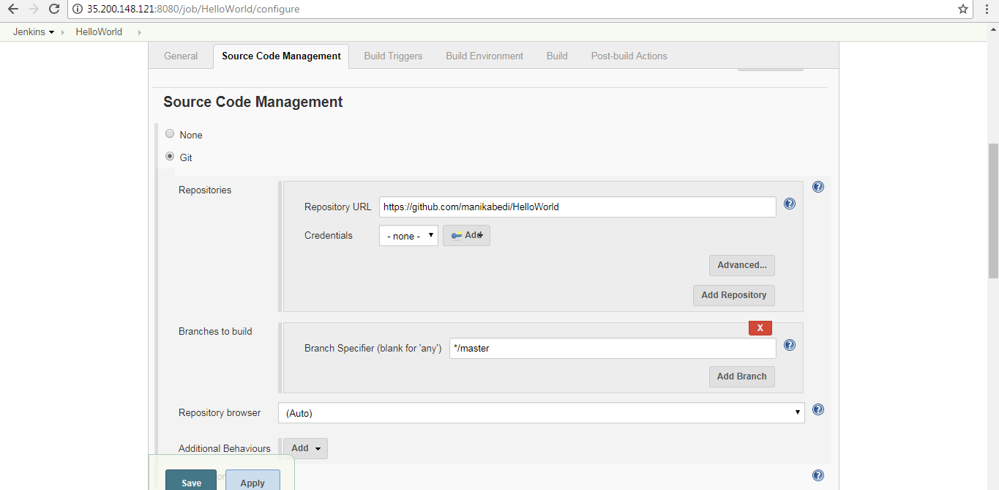 35.200.148.121:8080/job/HelloWorld/configure
Jenkins HelloWorld
General Source Code Management Build Triggers Build Environment Build Post-build Actions
Source Code Management
None
Git
Repositories
Repository URL https://github.com/manikabedi/HelloWorld
Credentials - none - Add
Advanced...
Add Repository
Branches to build
X
Branch Specifier (blank for 'any') */master
Add Branch
Repository browser (Auto)
Additional Behaviours Add
Save Apply